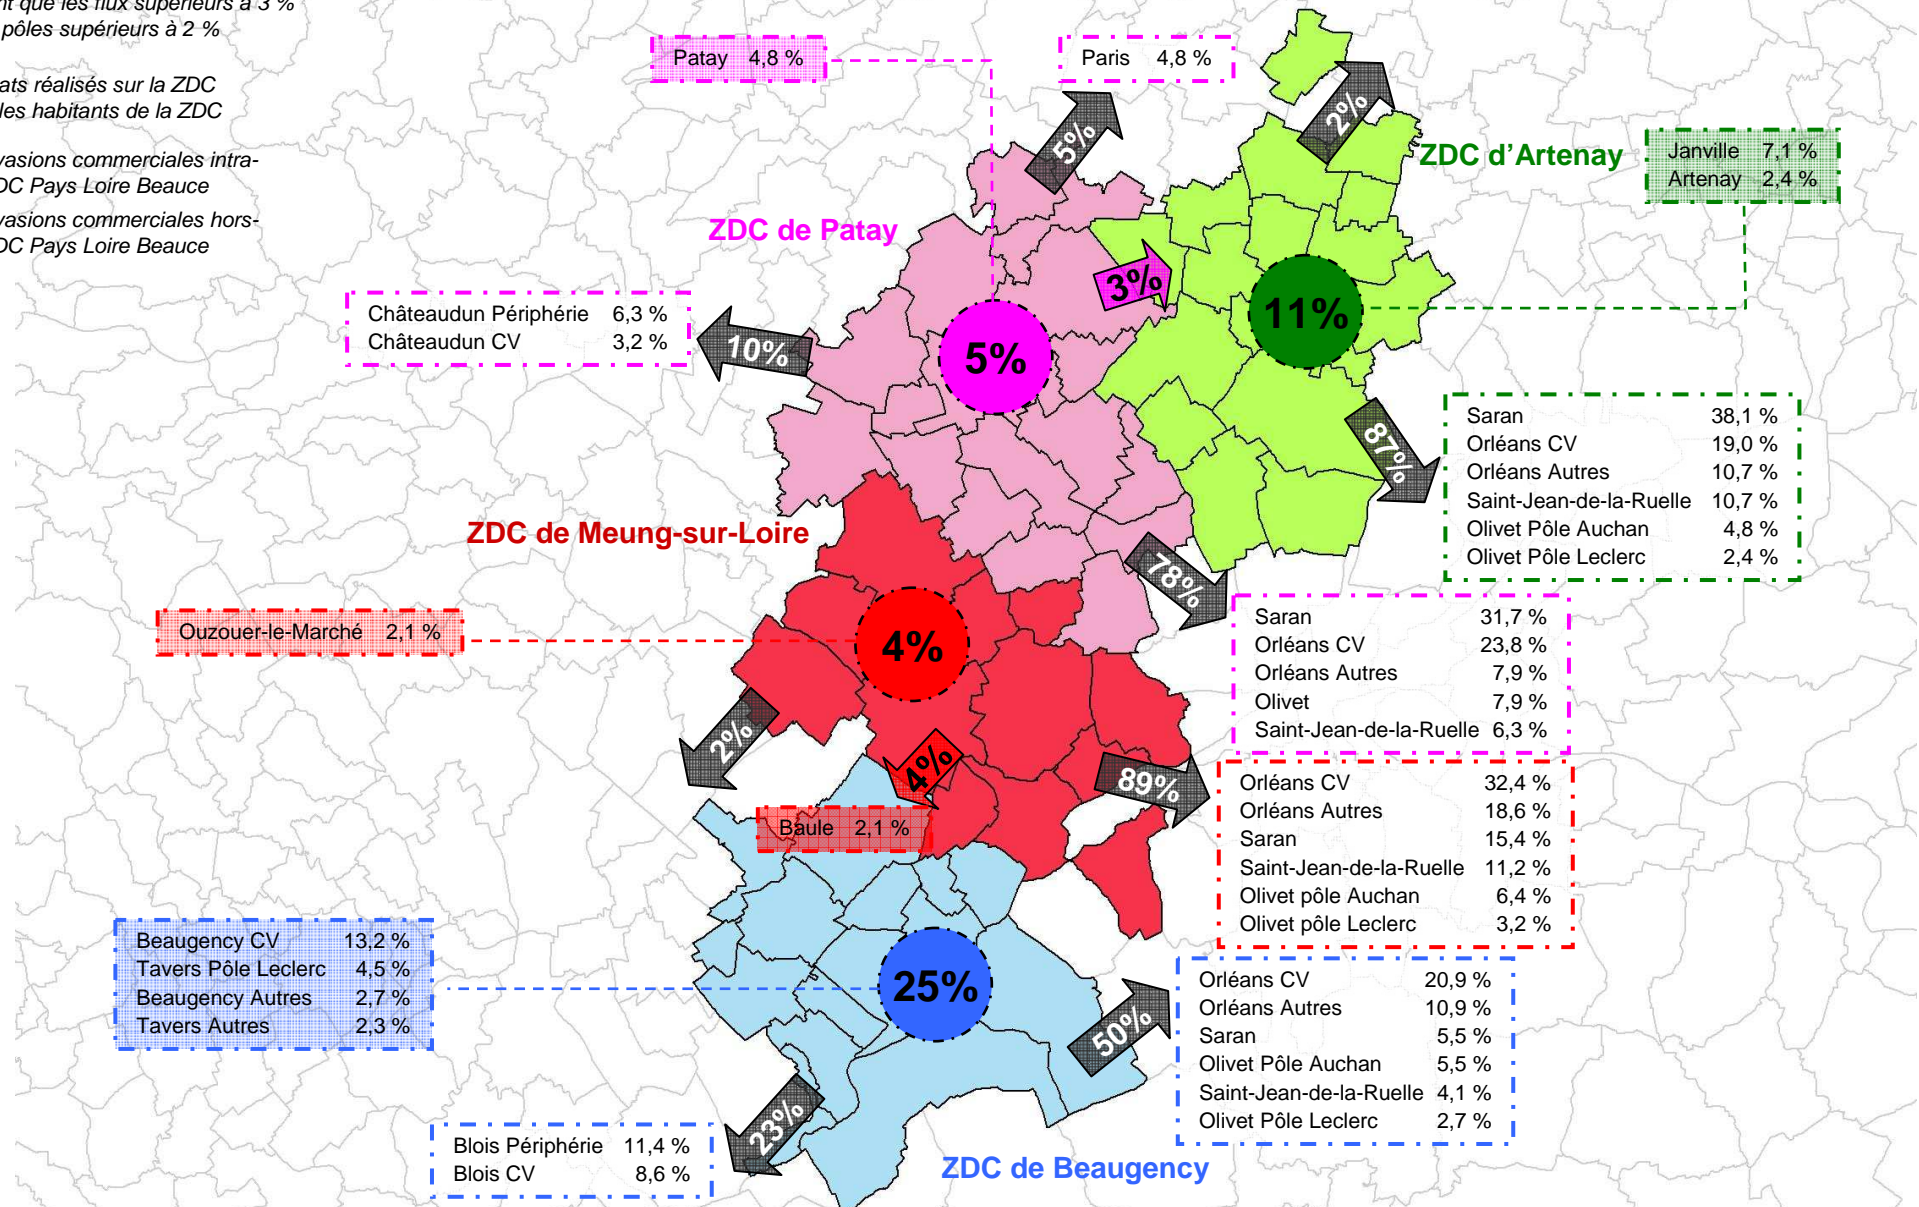 que les flux supérieurs à 3 %
pôles supérieurs à 2 %
réalisés sur la ZDC
les habitants de la ZDC
commerciales intra-
Pays Loire Beauce
commerciales hors-
Pays Loire Beauce
Patay 4,8 %
Paris 4,8 %
5%
2%
ZDC d'Artenay
Janville 7,1 %
Artenay 2,4 %
ZDC de Patay
3%
11%
Châteaudun Périphérie 6,3 %
Châteaudun CV 3,2 %
10%
5%
87%
Saran 38,1 %
Orléans CV 19,0 %
Orléans Autres 10,7 %
Saint-Jean-de-la-Ruelle 10,7 %
Olivet Pôle Auchan 4,8 %
Olivet Pôle Leclerc 2,4 %
ZDC de Meung-sur-Loire
78%
Saran 31,7 %
Orléans CV 23,8 %
Orléans Autres 7,9 %
Olivet 7,9 %
Saint-Jean-de-la-Ruelle 6,3 %
Ouzouer-le-Marché 2,1 %
4%
2%
4%
Baule 2,1 %
89%
Orléans CV 32,4 %
Orléans Autres 18,6 %
Saran 15,4 %
Saint-Jean-de-la-Ruelle 11,2 %
Olivet pôle Auchan 6,4 %
Olivet pôle Leclerc 3,2 %
Beaugency CV 13,2 %
Tavers Pôle Leclerc 4,5 %
Beaugency Autres 2,7 %
Tavers Autres 2,3 %
25%
50%
Orléans CV 20,9 %
Orléans Autres 10,9 %
Saran 5,5 %
Olivet Pôle Auchan 5,5 %
Saint-Jean-de-la-Ruelle 4,1 %
Olivet Pôle Leclerc 2,7 %
23%
Blois Périphérie 11,4 %
Blois CV 8,6 %
ZDC de Beaugency